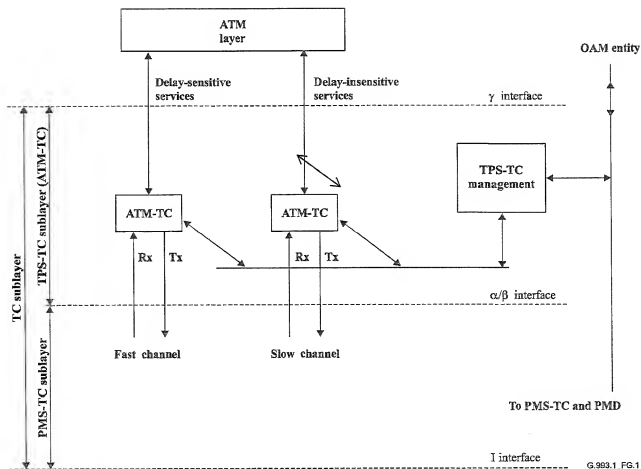 ATM
layer
OAM entity
Delay-sensitive
services
Delay-insensitive
services
γ interface
TPS-TC
management
ATM-TC
ATM-TC
Rx
Tx
Rx
Tx
α/β interface
Fast channel
Slow channel
To PMS-TC and PMD
I interface
G.993.1_FG.1
TC sublayer
TPS-TC sublayer (ATM-TC)
PMS-TC sublayer